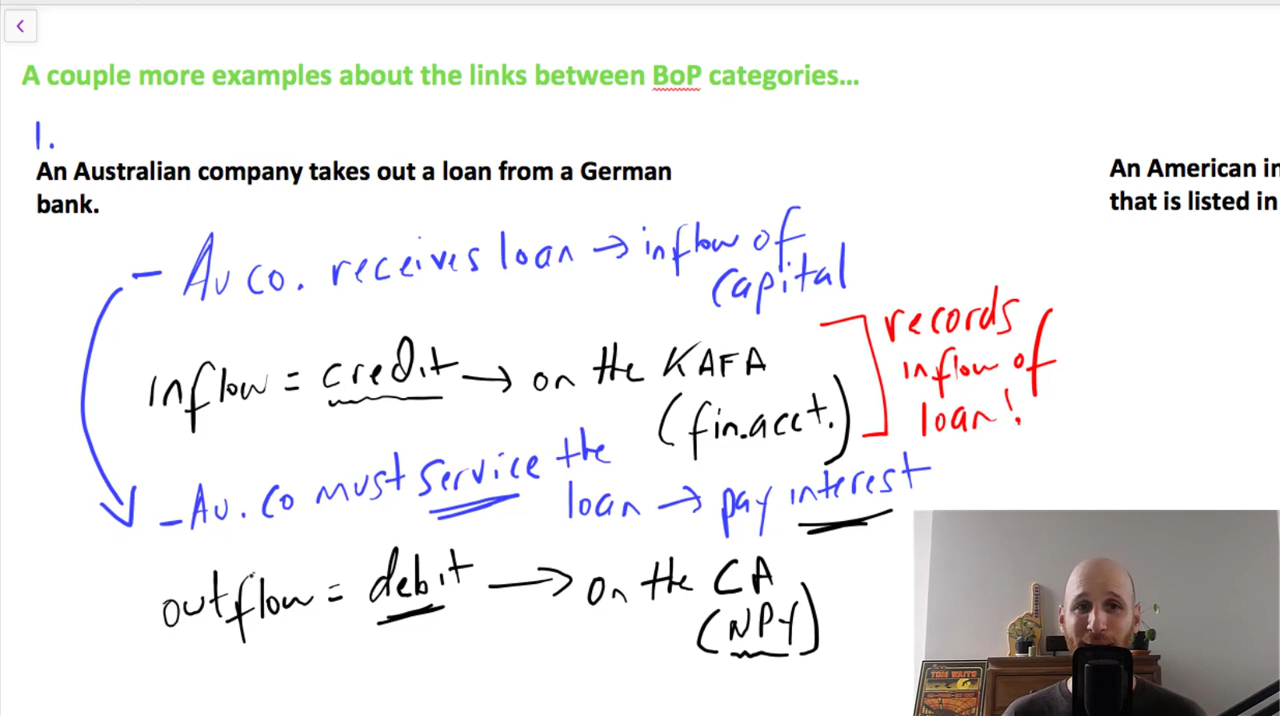 A couple more examples about the links between BoP categories...
1.
An Australian company takes out a loan from a German
bank.
- Au co. receives loan → inflow of
capital
inflow = credit → on the KAFA
(fin.acct.)
records
inflow of
loan!
- Au. Co must service the
loan → pay interest
outflow = debit → on the CA
(NPY)
An American in
that is listed in
TOM WAITS